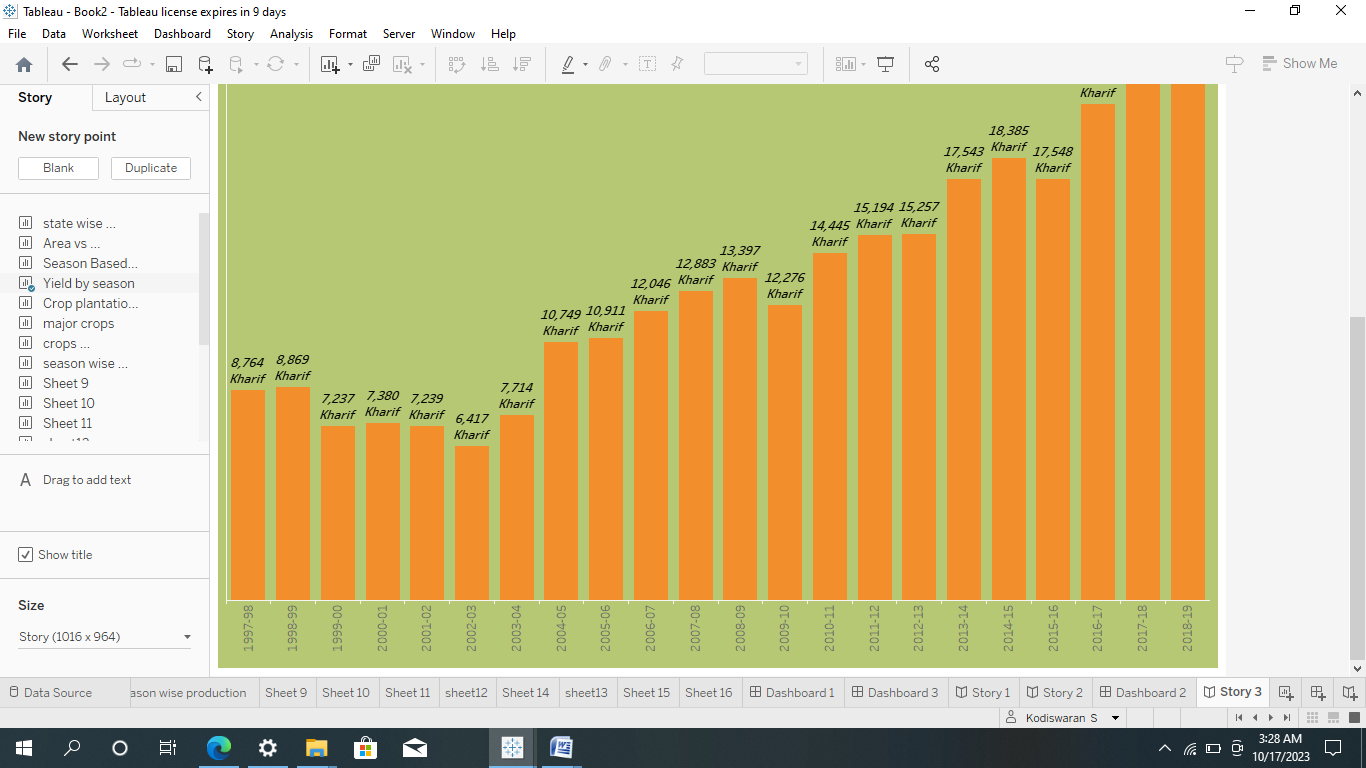 Tableau - Book2 - Tableau license expires in 9 days
File Data Worksheet Dashboard Story Analysis Format Server Window Help
Show Me
Story Layout
New story point
Blank Duplicate
state wise ...
Area vs ...
Season Based...
Yield by season
Crop plantatio...
major crops
crops ...
season wise ...
Sheet 9
Sheet 10
Sheet 11
A Drag to add text
Show title
Size
Story (1016 x 964)
8,764
Kharif
8,869
Kharif
7,237
Kharif
7,380
Kharif
7,239
Kharif
6,417
Kharif
7,714
Kharif
10,749
Kharif
10,911
Kharif
12,046
Kharif
12,883
Kharif
13,397
Kharif
12,276
Kharif
14,445
Kharif
15,194
Kharif
15,257
Kharif
17,543
Kharif
18,385
Kharif
17,548
Kharif
Kharif
1997-98
1998-99
1999-00
2000-01
2001-02
2002-03
2003-04
2004-05
2005-06
2006-07
2007-08
2008-09
2009-10
2010-11
2011-12
2012-13
2013-14
2014-15
2015-16
2016-17
2017-18
2018-19
Data Source ason wise production Sheet 9 Sheet 10 Sheet 11 sheet12 Sheet 14 sheet13 Sheet 15 Sheet 16 Dashboard 1 Dashboard 3 Story 1 Story 2 Dashboard 2 Story 3
Kodiswaran S
3:28 AM
10/17/2023